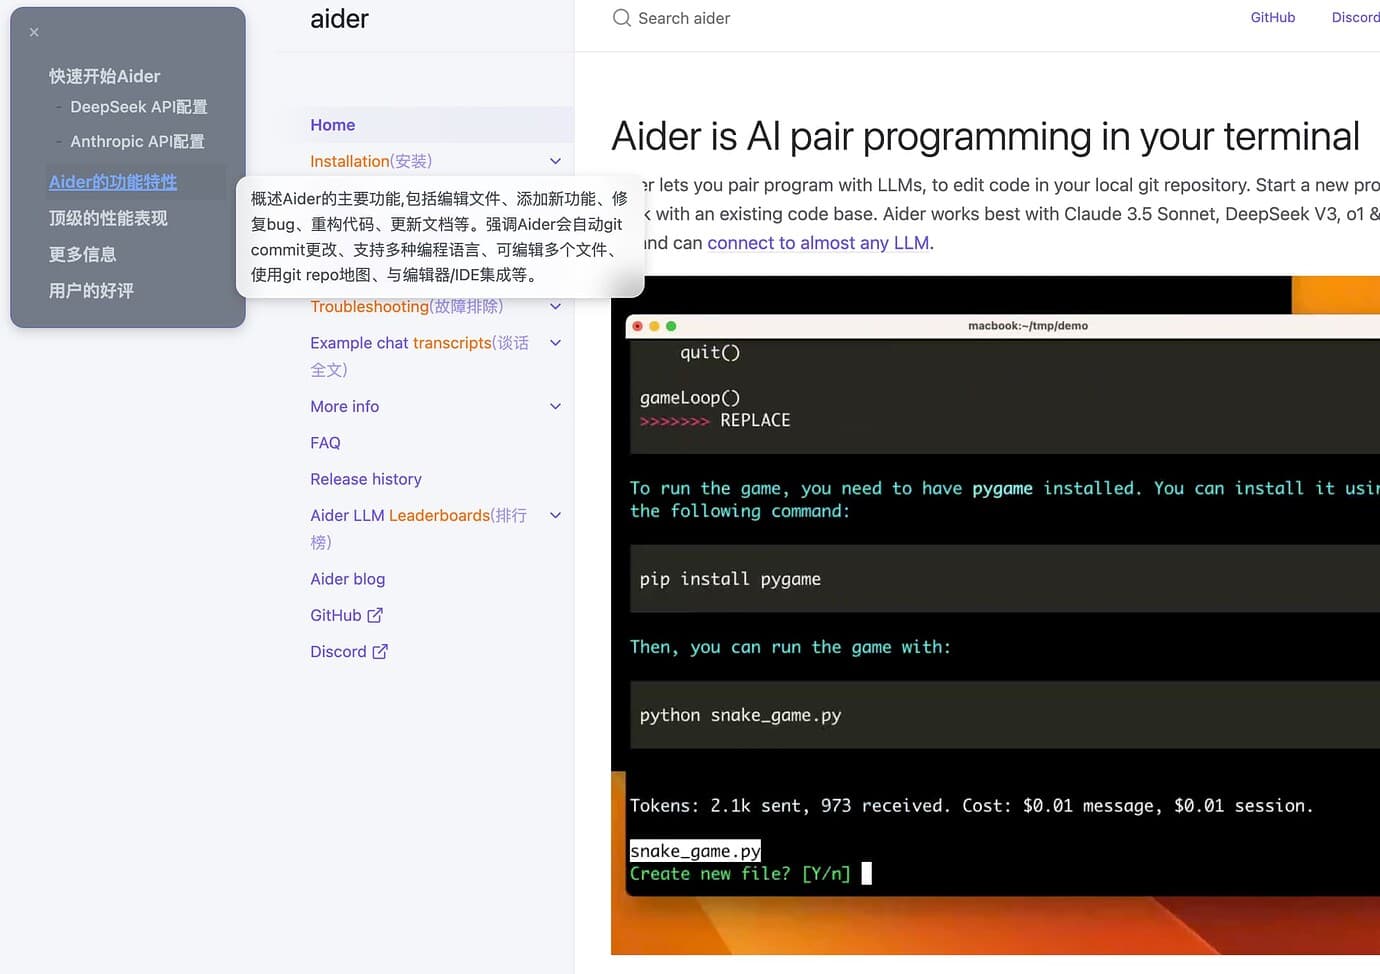 ×
快速开始Aider
- DeepSeek API配置
- Anthropic API配置
Aider的功能特性
顶级的性能表现
更多信息
用户的好评
概述Aider的主要功能,包括编辑文件、添加新功能、修
复bug、重构代码、更新文档等。强调Aider会自动git
commit更改、支持多种编程语言、可编辑多个文件、
使用git repo地图、与编辑器/IDE集成等。
aider
Home
Installation(安装)
Troubleshooting(故障排除)
Example chat transcripts(谈话
全文)
More info
FAQ
Release history
Aider LLM Leaderboards(排行
榜)
Aider blog
GitHub
Discord
Search aider
GitHub
Discord
Aider is AI pair programming in your terminal
er lets you pair program with LLMs, to edit code in your local git repository. Start a new pro
k with an existing code base. Aider works best with Claude 3.5 Sonnet, DeepSeek V3, o1 &
and can connect to almost any LLM.
macbook:~/tmp/demo
quit()
gameLoop()
>>>>>>> REPLACE
To run the game, you need to have pygame installed. You can install it usin
the following command:
pip install pygame
Then, you can run the game with:
python snake_game.py
Tokens: 2.1k sent, 973 received. Cost: $0.01 message, $0.01 session.
snake_game.py
Create new file? [Y/n]